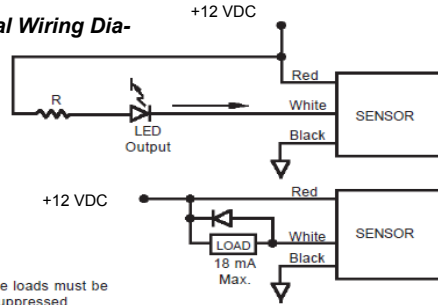 al Wiring Dia-
+12 VDC
Red
R
White
SENSOR
LED
Output
Black
+12 VDC
Red
LOAD
White
SENSOR
18 mA
Max.
Black
e loads must be
uppressed